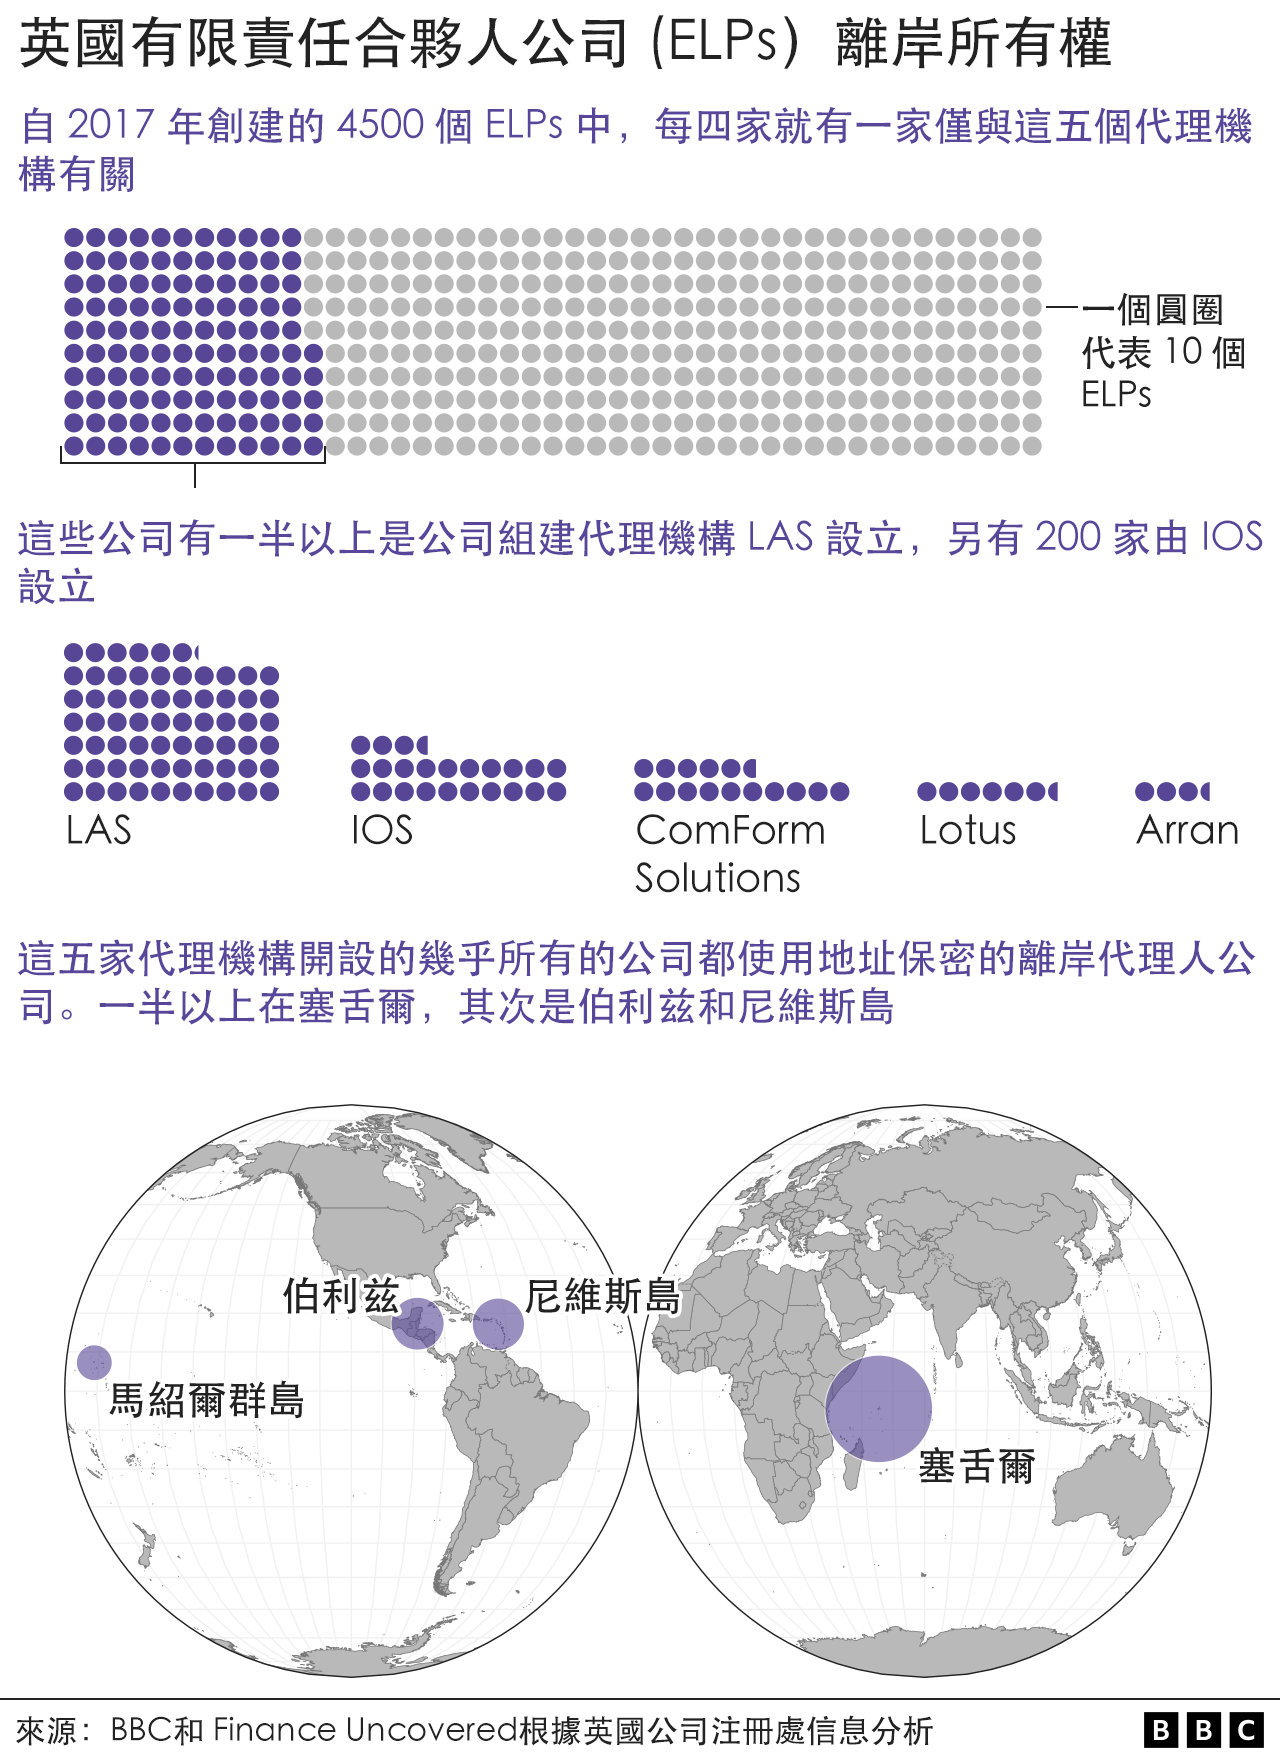 英國有限責任合夥人公司 (ELPs) 離岸所有權
自 2017 年創建的 4500 個 ELPs 中，每四家就有一家僅與這五個代理機
構有關
一個圓圈
代表 10 個
ELPs
這些公司有一半以上是公司組建代理機構 LAS 設立，另有 200 家由 IOS
設立
LAS
IOS
ComForm
Solutions
Lotus
Arran
這五家代理機構開設的幾乎所有的公司都使用地址保密的離岸代理人公
司。一半以上在塞舌爾，其次是伯利兹和尼維斯島
伯利兹
尼維斯島
馬紹爾群島
塞舌爾
來源：BBC和 Finance Uncovered根據英國公司注冊處信息分析
BBC